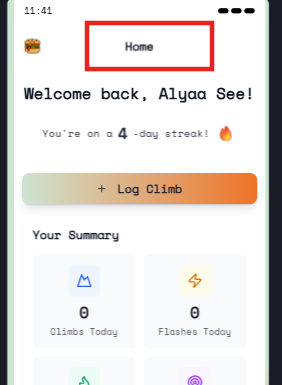 11:41
Home
Welcome back, Alyaa See!
You're on a 4 -day streak!
+ Log Climb
Your Summary
0 0
Climbs Today Flashes Today